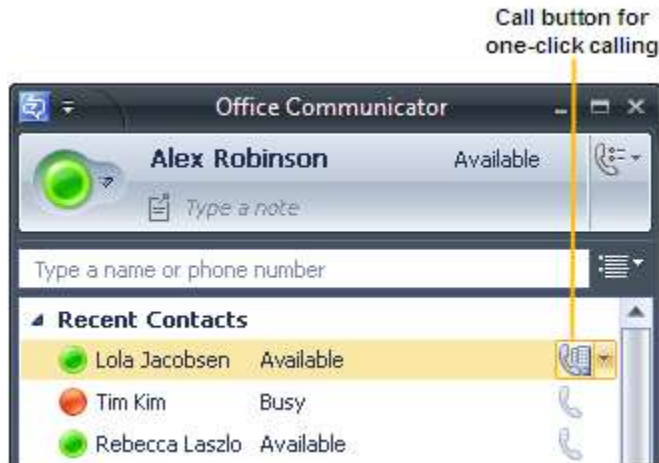 Call button for
one-click calling
Office Communicator
Alex Robinson Available
Type a note
Type a name or phone number
Recent Contacts
Lola Jacobsen Available
Tim Kim Busy
Rebecca Laszlo Available